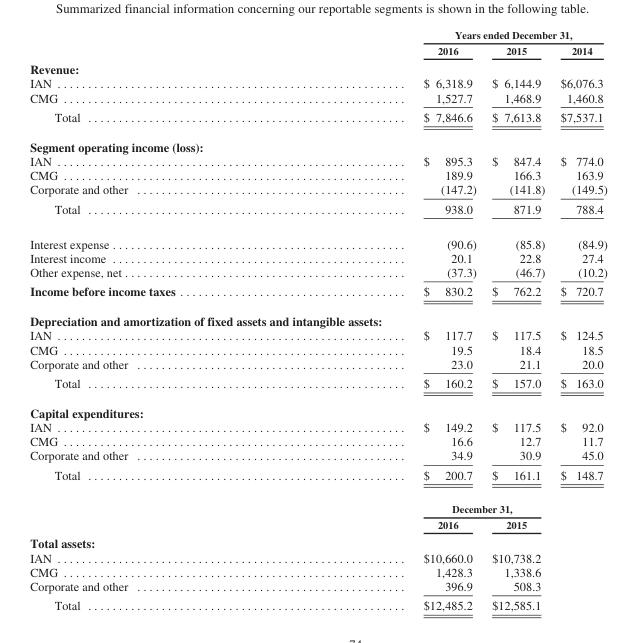 Summarized financial information concerning our reportable segments is shown in the following table.
Years ended December 31,
2016 2015 2014
Revenue:
IAN $ 6,318.9 $ 6,144.9 $6,076.3
CMG 1,527.7 1,468.9 1,460.8
Total $ 7,846.6 $ 7,613.8 $7,537.1
Segment operating income (loss):
IAN $ 895.3 $ 847.4 $ 774.0
CMG 189.9 166.3 163.9
Corporate and other (147.2) (141.8) (149.5)
Total 938.0 871.9 788.4
Interest expense (90.6) (85.8) (84.9)
Interest income 20.1 22.8 27.4
Other expense, net (37.3) (46.7) (10.2)
Income before income taxes $ 830.2 $ 762.2 $ 720.7
Depreciation and amortization of fixed assets and intangible assets:
IAN $ 117.7 $ 117.5 $ 124.5
CMG 19.5 18.4 18.5
Corporate and other 23.0 21.1 20.0
Total $ 160.2 $ 157.0 $ 163.0
Capital expenditures:
IAN $ 149.2 $ 117.5 $ 92.0
CMG 16.6 12.7 11.7
Corporate and other 34.9 30.9 45.0
Total $ 200.7 $ 161.1 $ 148.7
December 31,
2016 2015
Total assets:
IAN $10,660.0 $10,738.2
CMG 1,428.3 1,338.6
Corporate and other 396.9 508.3
Total $12,485.2 $12,585.1